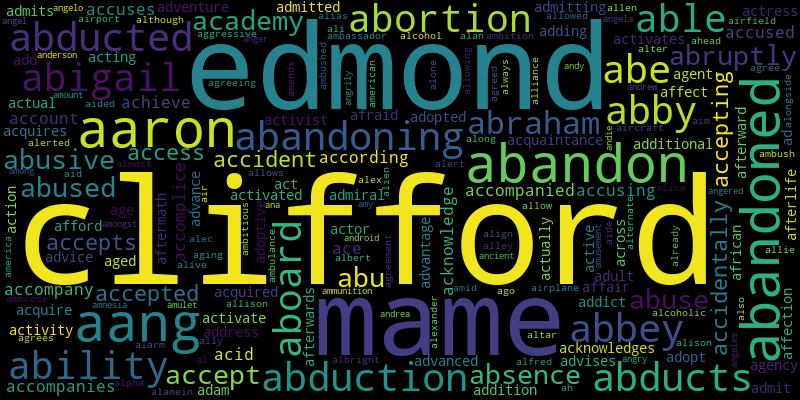 admits airport although accuses adventure admitted alias abortion allowed allen able actress angela airfield
angel angelo academy aggressive ali ambassador alcohol alan ambition admitting activates accused
abducted edmond abe abruptly
anderson acting anger adding agent alter ahead agree
add abigail agreeing amends ambushed angrily american alone allowing agreed always alliance andy affect adalongside
actual amount achieve abby andrew
account aided activist afraid adopted abraham along acquaintance andie aircraft aim
acquires aaron abandoning additional afterward
alerted access accident according abandon alert accepting ambush
abusive almost alex alien accompanied accusing alice angered afterlife
among aid abused act activated admiral amy allow alternate
action afford age aftermath accomplice advance air allows ana adoptive ambitious ambulance actor android ace advantage acknowledge align alley ancient actually active aide across already amusement african allie
america accepts alec aging alive albert agreement abu adult affair
advice aged clifford abandoned
accompany acquired allison aboard afterwards ammunition amid ago airplane addict abuse accidentally also affection
ambrose accepted amnesia amulet andrea mame alexander altar alcoholic
acquire activate address abbey angeles
activity aang ally
agrees alarm al acid albright acknowledges alison
ability accept abduction advanced alfred advises adopt agency
accompanies alpha alamein adam absence addition ah abducts admit